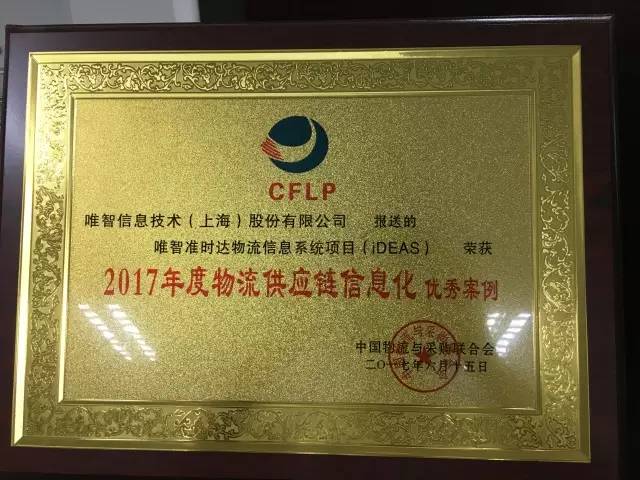 CFLP
唯智信息技术（上海）股份有限公司 报送的
唯智准时达物流信息系统项目（iDEAS） 荣获
2017年度物流供应链信息化 优秀案例
中国物流与采购联合会
二〇一七年六月十五日